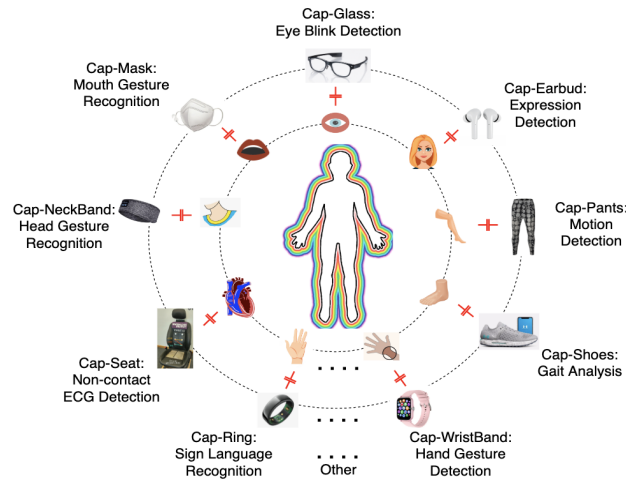 Cap-Glass:
Eye Blink Detection
Cap-Mask:
Mouth Gesture
Recognition
Cap-Earbud:
Expression
Detection
Cap-NeckBand:
Head Gesture
Recognition
Cap-Pants:
Motion
Detection
Cap-Seat:
Non-contact
ECG Detection
Cap-Shoes:
Gait Analysis
Cap-Ring:
Sign Language
Recognition
Cap-WristBand:
Hand Gesture
Detection
Other